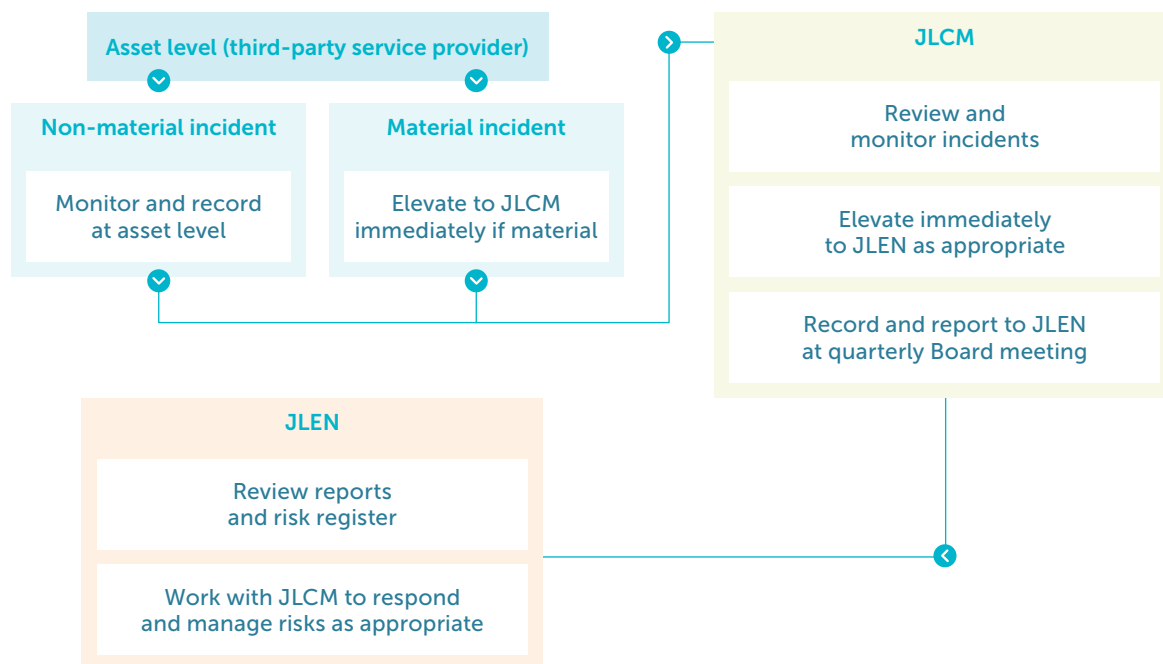 Asset level (third-party service provider)
Non-material incident
Monitor and record
at asset level
Material incident
Elevate to JLCM
immediately if material
JLCM
Review and
monitor incidents
Elevate immediately
to JLEN as appropriate
Record and report to JLEN
at quarterly Board meeting
JLEN
Review reports
and risk register
Work with JLCM to respond
and manage risks as appropriate